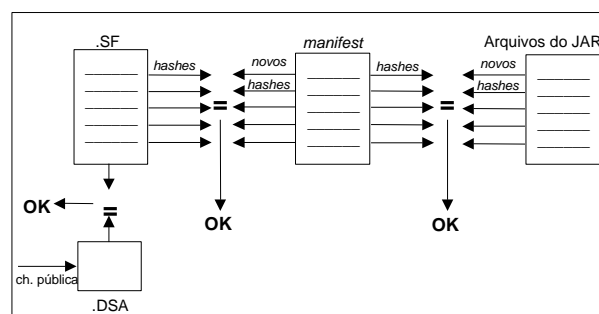 .SF
manifest
Arquivos do JAR
hashes
novos
hashes
hashes
novos
hashes
=
=
OK
=
OK
OK
ch. pública
.DSA